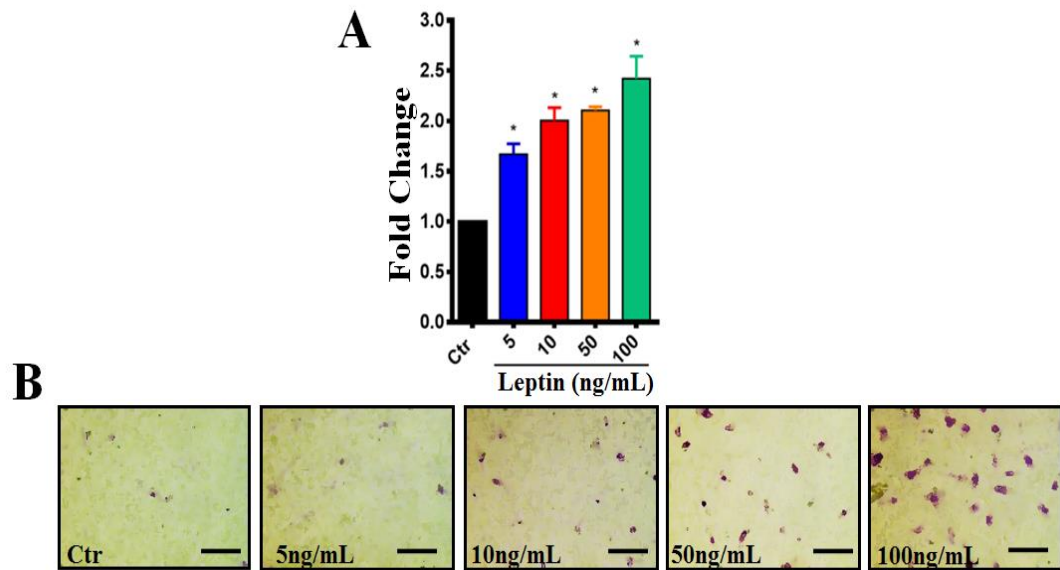 A
Fold Change
3.0
2.5
2.0
1.5
1.0
0.5
0.0
* * * *
Ctr 5 10 50 100
Leptin (ng/mL)
B
Ctr 5ng/mL 10ng/mL 50ng/mL 100ng/mL